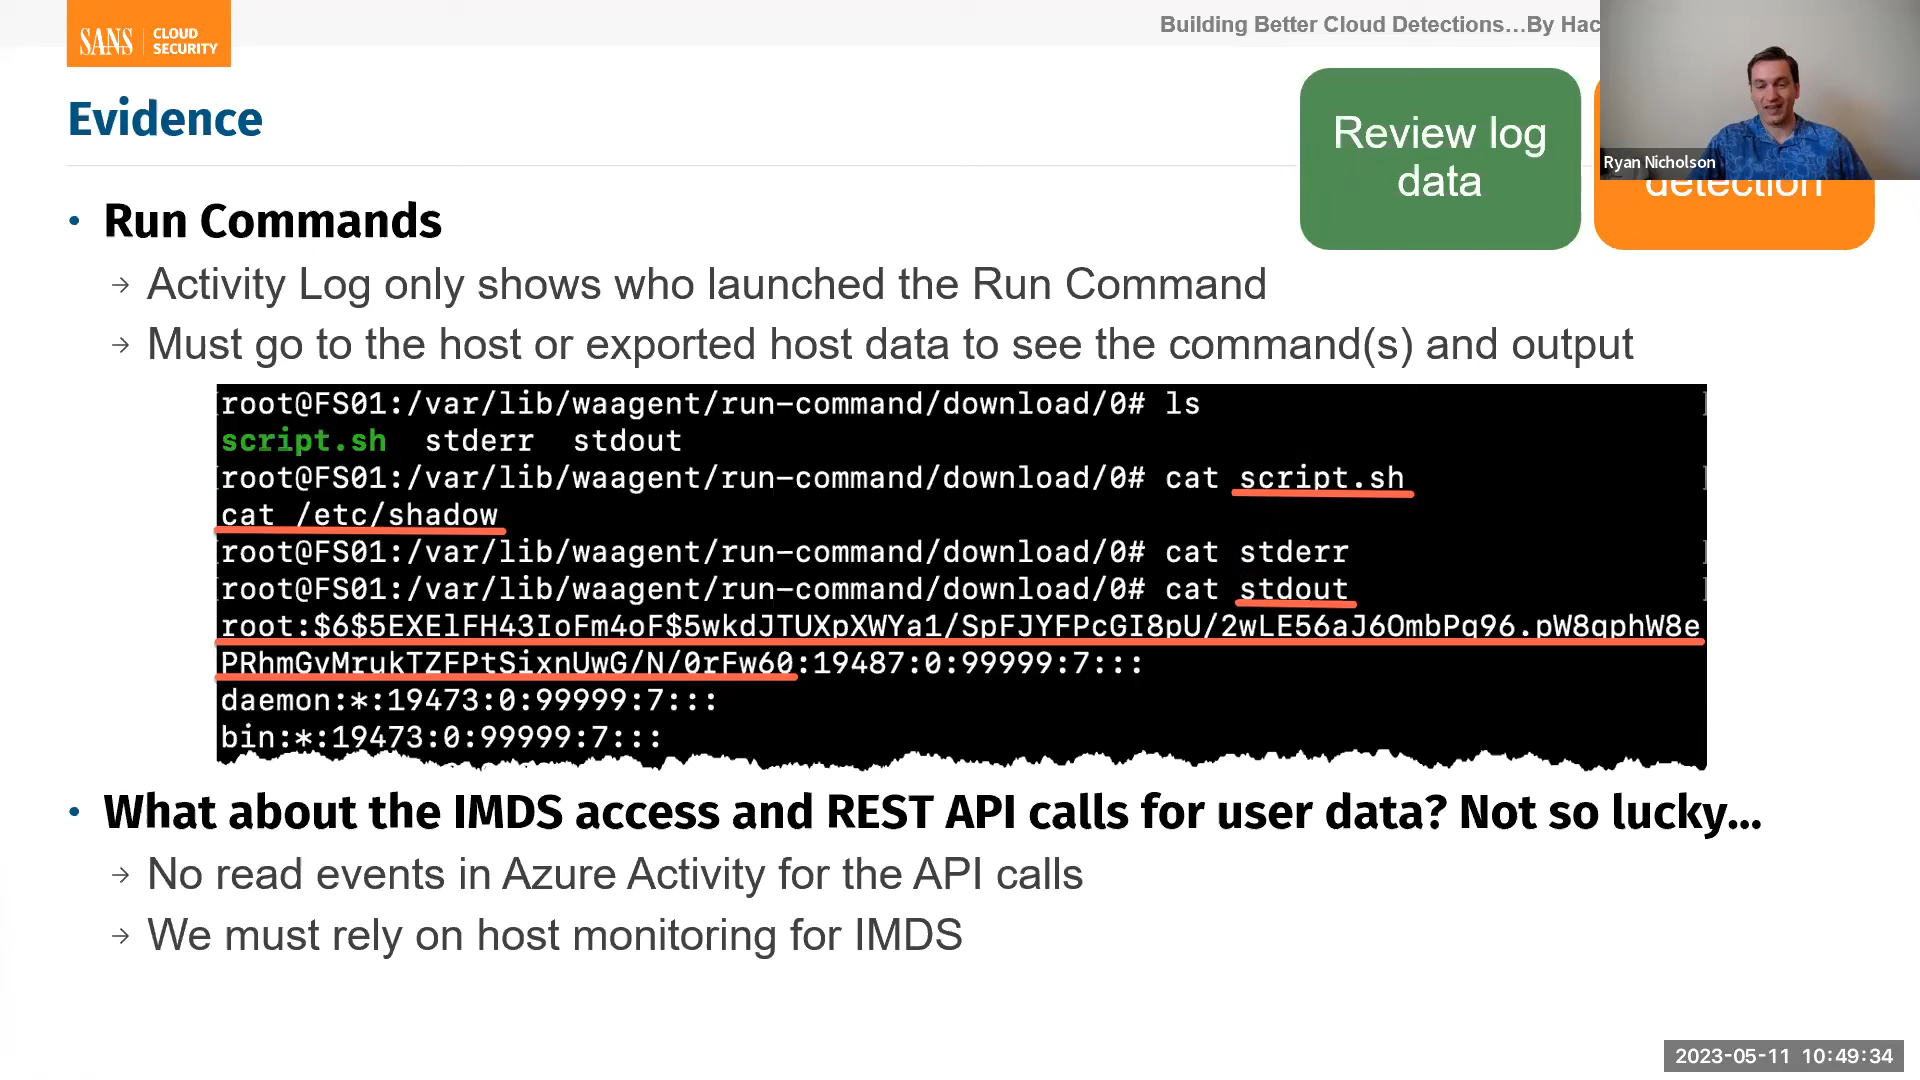 SANS
CLOUD
SECURITY
Building Better Cloud Detections...By Hac
Evidence
Review log
data
detection
Ryan Nicholson
• Run Commands
→ Activity Log only shows who launched the Run Command
→ Must go to the host or exported host data to see the command(s) and output
root@FS01:/var/lib/waagent/run-command/download/0# ls
script.sh stderr stdout
root@FS01:/var/lib/waagent/run-command/download/0# cat script.sh
cat /etc/shadow
root@FS01:/var/lib/waagent/run-command/download/0# cat stderr
root@FS01:/var/lib/waagent/run-command/download/0# cat stdout
root:$6$5EXElFH43IoFm4oF$5wkdJTUXpXWYa1/SpFJYFPcGI8pU/2wLE56aJ6OmbPq96.pW8qphW8e
PRhmGvMrukTZFPtSixnUwG/N/0rFw60:19487:0:99999:7:::
daemon:*:19473:0:99999:7:::
bin:*:19473:0:99999:7:::
• What about the IMDS access and REST API calls for user data? Not so lucky...
→ No read events in Azure Activity for the API calls
→ We must rely on host monitoring for IMDS
2023-05-11 10:49:34